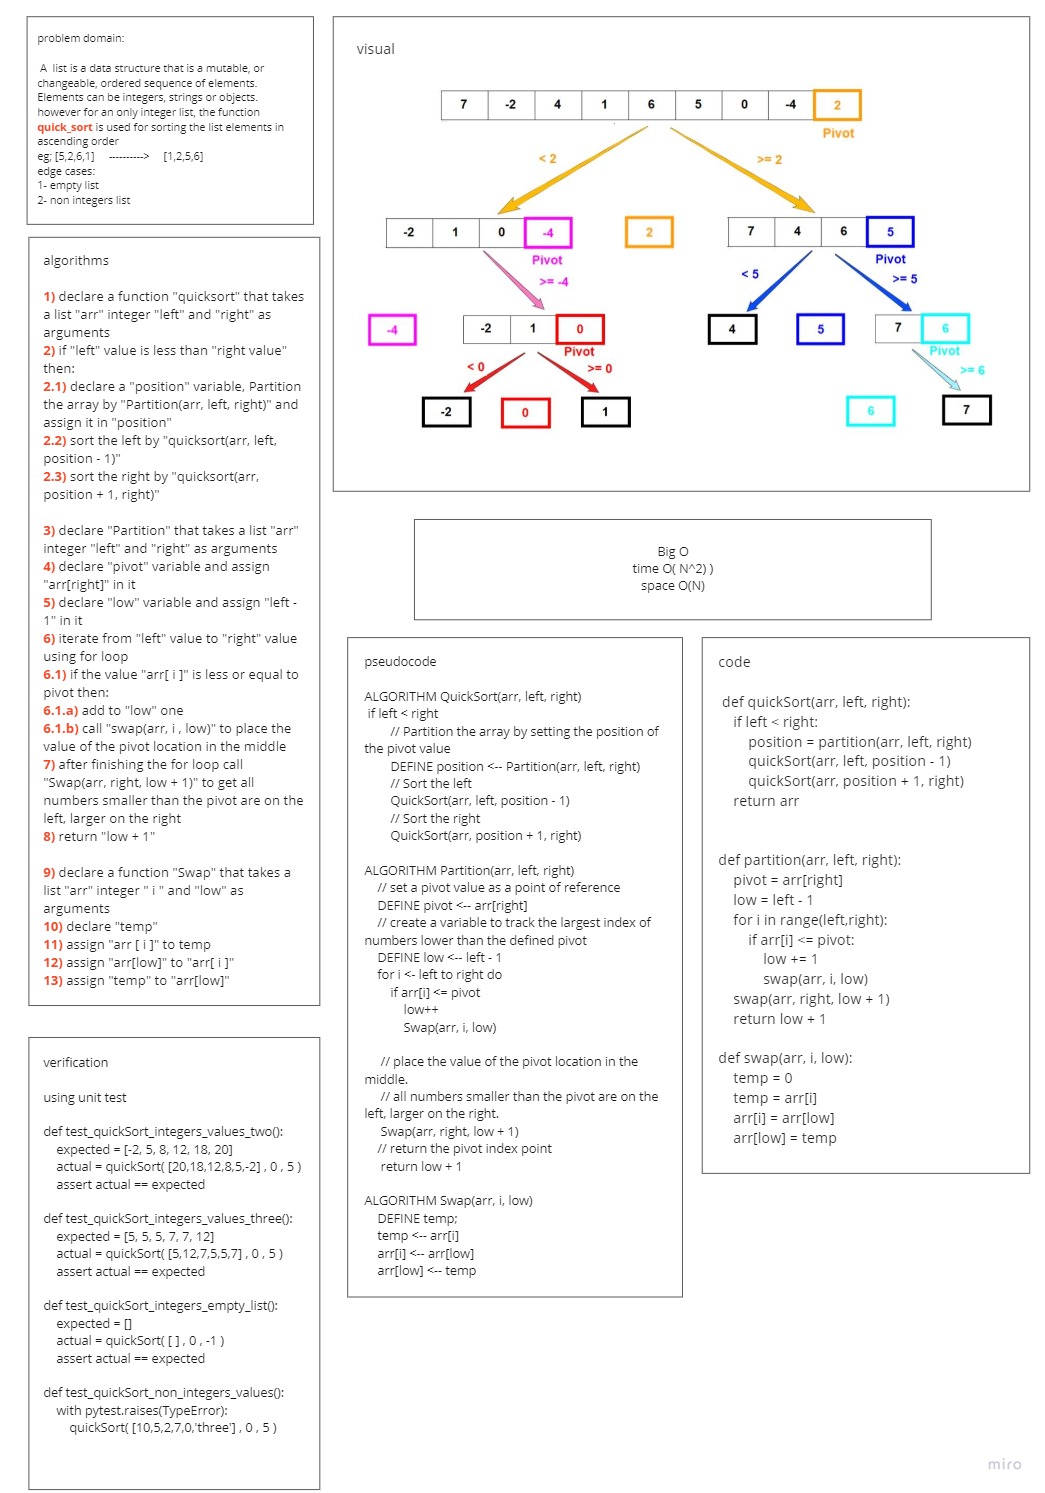 problem domain:
A list is a data structure that is a mutable, or
changeable, ordered sequence of elements.
Elements can be integers, strings or objects.
however for an only integer list, the function
quick_sort is used for sorting the list elements in
ascending order
eg; [5,2,6,1] ----------> [1,2,5,6]
edge cases:
1- empty list
2- non integers list
algorithms
1) declare a function "quicksort" that takes
a list "arr" integer "left" and "right" as
arguments
2) if "left" value is less than "right value"
then:
2.1) declare a "position" variable, Partition
the array by "Partition(arr, left, right)" and
assign it in "position"
2.2) sort the left by "quicksort(arr, left,
position - 1)"
2.3) sort the right by "quicksort(arr,
position + 1, right)"
3) declare "Partition" that takes a list "arr"
integer "left" and "right" as arguments
4) declare "pivot" variable and assign
"arr[right]" in it
5) declare "low" variable and assign "left -
1" in it
6) iterate from "left" value to "right" value
using for loop
6.1) if the value "arr[ i ]" is less or equal to
pivot then:
6.1.a) add to "low" one
6.1.b) call "swap(arr, i , low)" to place the
value of the pivot location in the middle
7) after finishing the for loop call
"Swap(arr, right, low + 1)" to get all
numbers smaller than the pivot are on the
left, larger on the right
8) return "low + 1"
9) declare a function "Swap" that takes a
list "arr" integer " i " and "low" as
arguments
10) declare "temp"
11) assign "arr [ i ]" to temp
12) assign "arr[low]" to "arr[ i ]"
13) assign "temp" to "arr[low]"
verification
using unit test
def test_quickSort_integers_values_two():
expected = [-2, 5, 8, 12, 18, 20]
actual = quickSort( [20,18,12,8,5,-2] , 0 , 5 )
assert actual == expected
def test_quickSort_integers_values_three():
expected = [5, 5, 5, 7, 7, 12]
actual = quickSort( [5,12,7,5,5,7] , 0 , 5 )
assert actual == expected
def test_quickSort_integers_empty_list():
expected = []
actual = quickSort( [ ] , 0 , -1 )
assert actual == expected
def test_quickSort_non_integers_values():
with pytest.raises(TypeError):
quickSort( [10,5,2,7,0,'three'] , 0 , 5 )
visual
7 -2 4 1 6 5 0 -4 2
Pivot
< 2 >= 2
-2 1 0 -4 2 7 4 6 5
Pivot Pivot
>= -4 < 5 >= 5
-4 -2 1 0 4 5 7 6
Pivot Pivot
< 0 >= 0 >= 6
-2 0 1 6 7
Big O
time O( N^2) )
space O(N)
pseudocode
ALGORITHM QuickSort(arr, left, right)
if left < right
// Partition the array by setting the position of
the pivot value
DEFINE position <-- Partition(arr, left, right)
// Sort the left
QuickSort(arr, left, position - 1)
// Sort the right
QuickSort(arr, position + 1, right)
ALGORITHM Partition(arr, left, right)
// set a pivot value as a point of reference
DEFINE pivot <-- arr[right]
// create a variable to track the largest index of
numbers lower than the defined pivot
DEFINE low <-- left - 1
for i <- left to right do
if arr[i] <= pivot
low++
Swap(arr, i, low)
// place the value of the pivot location in the
middle.
// all numbers smaller than the pivot are on the
left, larger on the right.
Swap(arr, right, low + 1)
// return the pivot index point
return low + 1
ALGORITHM Swap(arr, i, low)
DEFINE temp;
temp <-- arr[i]
arr[i] <-- arr[low]
arr[low] <-- temp
code
def quickSort(arr, left, right):
if left < right:
position = partition(arr, left, right)
quickSort(arr, left, position - 1)
quickSort(arr, position + 1, right)
return arr
def partition(arr, left, right):
pivot = arr[right]
low = left - 1
for i in range(left,right):
if arr[i] <= pivot:
low += 1
swap(arr, i, low)
swap(arr, right, low + 1)
return low + 1
def swap(arr, i, low):
temp = 0
temp = arr[i]
arr[i] = arr[low]
arr[low] = temp
miro